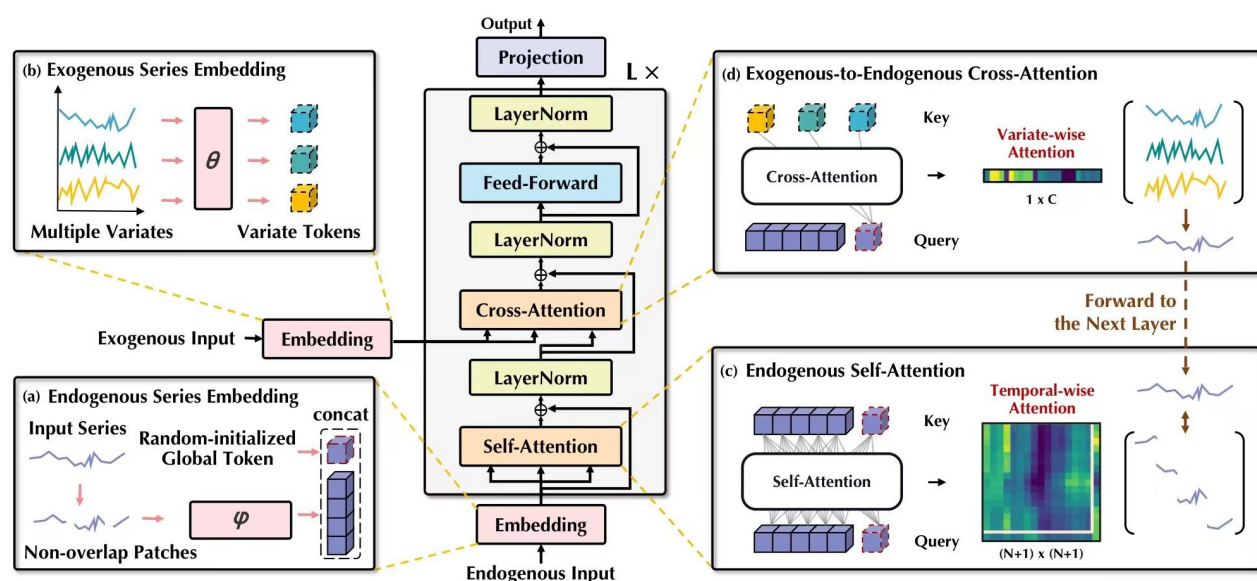 Output
Projection
L ×
LayerNorm
Feed-Forward
LayerNorm
Cross-Attention
LayerNorm
Self-Attention
Embedding
Endogenous Input
Exogenous Input
Embedding
(b) Exogenous Series Embedding
θ
Multiple Variates
Variate Tokens
(a) Endogenous Series Embedding
concat
Input Series
Random-initialized
Global Token
φ
Non-overlap Patches
(d) Exogenous-to-Endogenous Cross-Attention
Key
Variate-wise
Attention
Cross-Attention
1 x C
Query
Forward to
the Next Layer
(c) Endogenous Self-Attention
Key
Temporal-wise
Attention
Self-Attention
Query
(N+1) x (N+1)